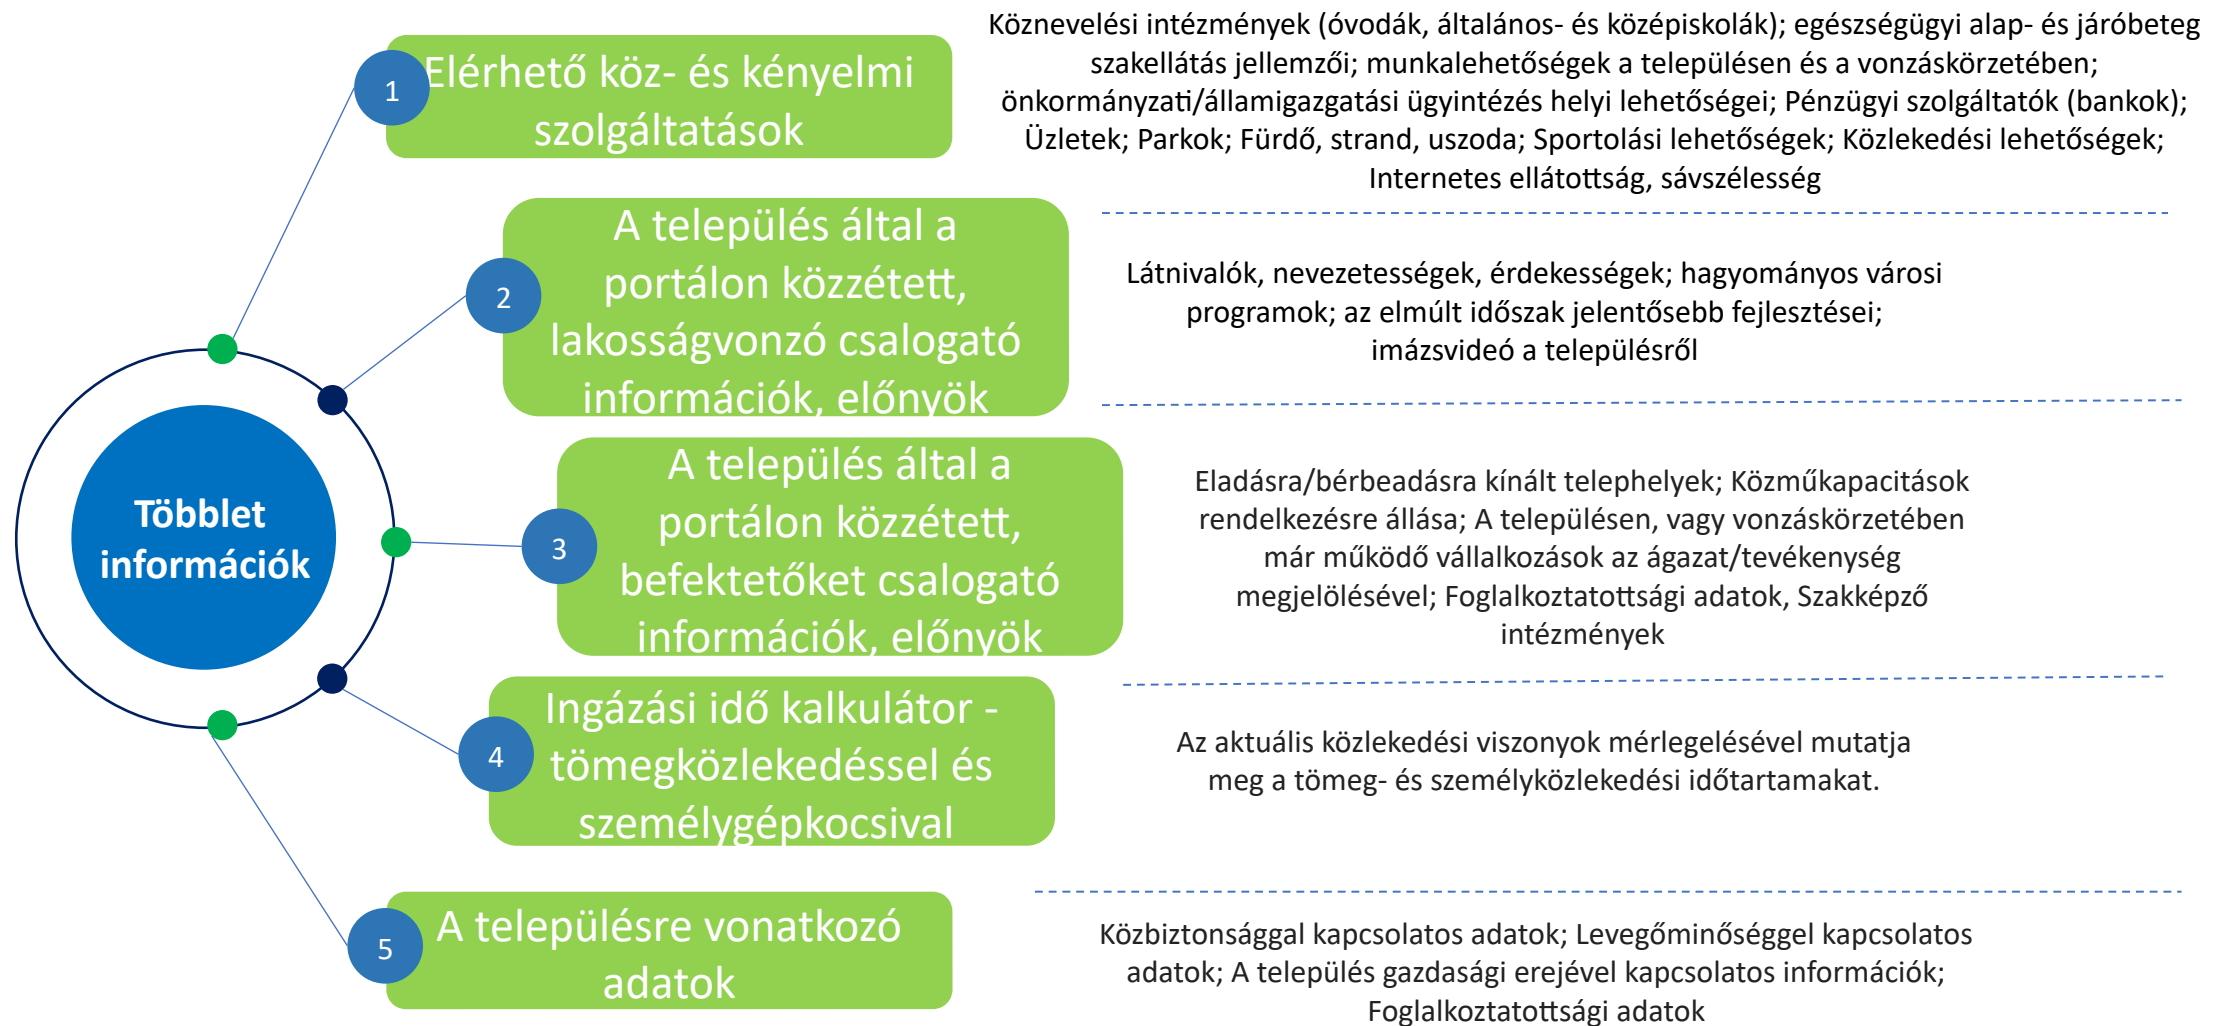 Többlet
információk
1
Elérhető köz- és kényelmi
szolgáltatások
Köznevelési intézmények (óvodák, általános- és középiskolák); egészségügyi alap- és járóbeteg
szakellátás jellemzői; munkalehetőségek a településen és a vonzáskörzetében;
önkormányzati/államigazgatási ügyintézés helyi lehetőségei; Pénzügyi szolgáltatók (bankok);
Üzletek; Parkok; Fürdő, strand, uszoda; Sportolási lehetőségek; Közlekedési lehetőségek;
Internetes ellátottság, sávszélesség
2
A település által a
portálon közzétett,
lakosságvonzó csalogató
információk, előnyök
Látnivalók, nevezetességek, érdekességek; hagyományos városi
programok; az elmúlt időszak jelentősebb fejlesztései;
imázsvideó a településről
3
A település által a
portálon közzétett,
befektetőket csalogató
információk, előnyök
Eladásra/bérbeadásra kínált telephelyek; Közműkapacitások
rendelkezésre állása; A településen, vagy vonzáskörzetében
már működő vállalkozások az ágazat/tevékenység
megjelölésével; Foglalkoztatottsági adatok, Szakképző
intézmények
4
Ingázási idő kalkulátor -
tömegközlekedéssel és
személygépkocsival
Az aktuális közlekedési viszonyok mérlegelésével mutatja
meg a tömeg- és személyközlekedési időtartamakat.
5
A településre vonatkozó
adatok
Közbiztonsággal kapcsolatos adatok; Levegőminőséggel kapcsolatos
adatok; A település gazdasági erejével kapcsolatos információk;
Foglalkoztatottsági adatok